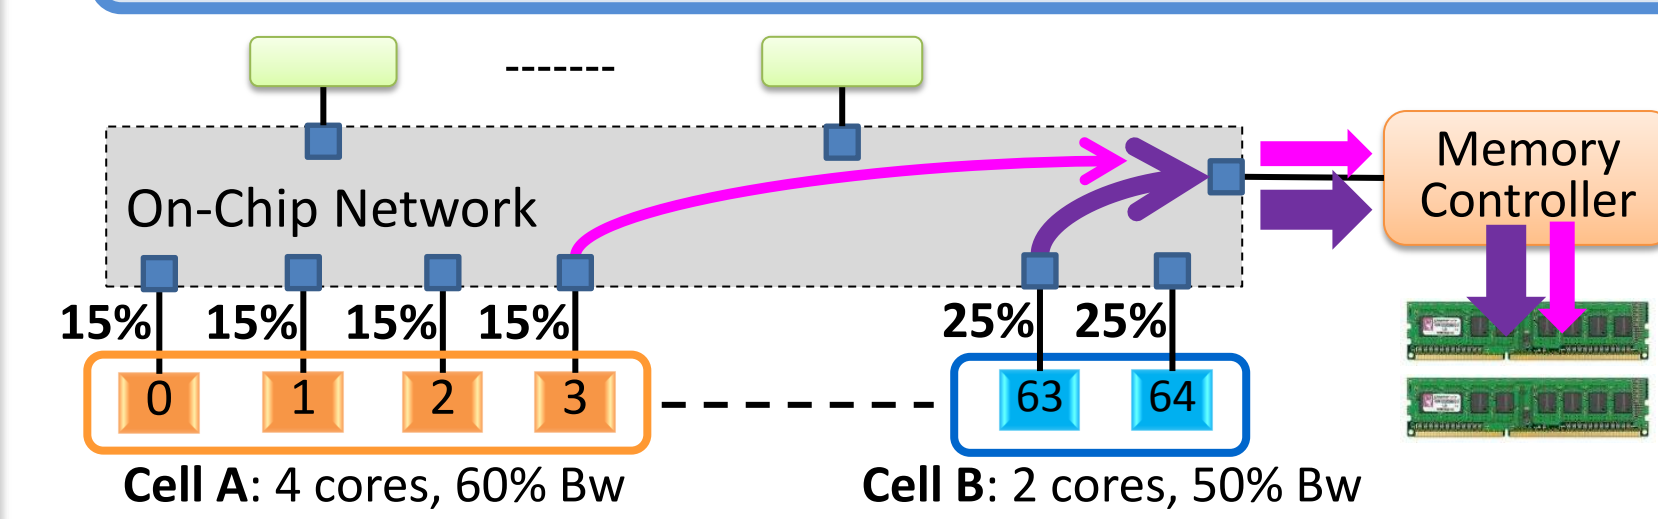 -------
Memory
Controller
On-Chip Network
15% 15% 15% 15% 25% 25%
0 1 2 3 63 64
Cell A: 4 cores, 60% Bw
Cell B: 2 cores, 50% Bw